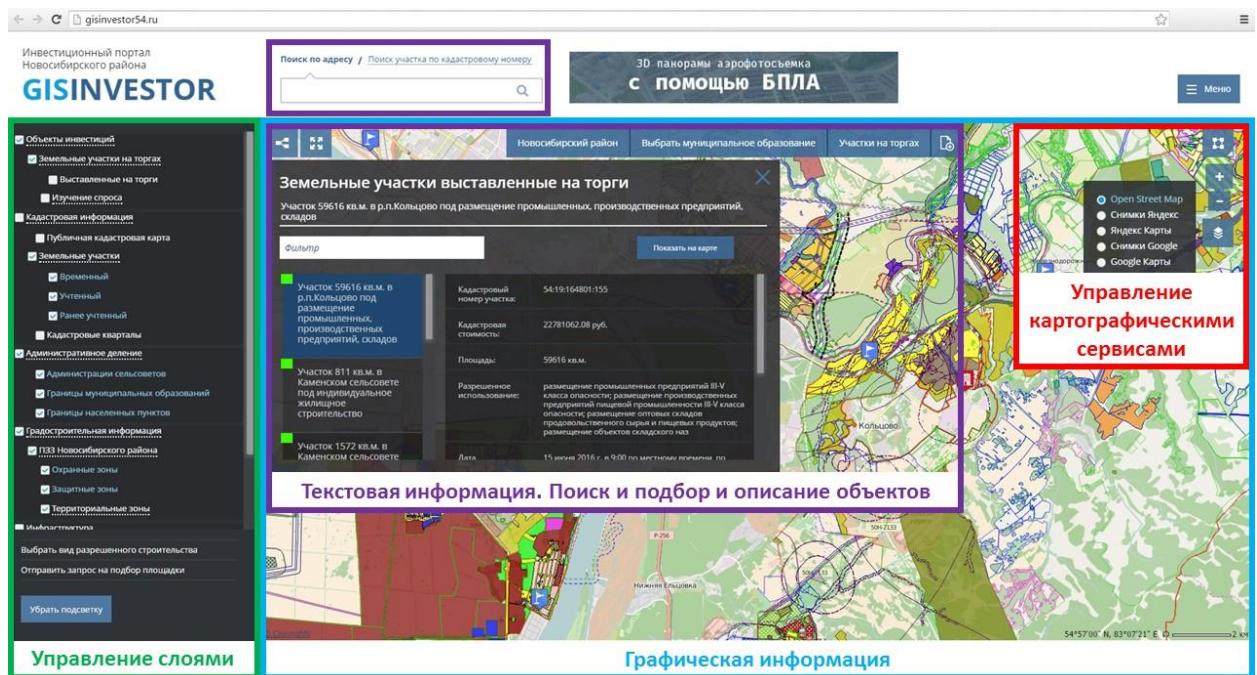 gisinvestor54.ru
Инвестиционный портал
Новосибирского района
GISINVESTOR
Поиск по адресу / Поиск участка по кадастровому номеру
3D панорамы аэрофотосъемка
с помощью БПЛА
Меню
Объекты инвестиций
Земельные участки на торгах
Выставленные на торги
Изучение спроса
Кадастровая информация
Публичная кадастровая карта
Земельные участки
Временный
Учтенный
Ранее учтенный
Кадастровые кварталы
Административное деление
Администрации сельсоветов
Границы муниципальных образований
Границы населенных пунктов
Градостроительная информация
ПЗЗ Новосибирского района
Охранные зоны
Защитные зоны
Территориальные зоны
Инфраструктура
Выбрать вид разрешенного строительства
Отправить запрос на подбор площадки
Убрать подсветку
Управление слоями
Новосибирский район
Выбрать муниципальное образование
Участки на торгах
Земельные участки выставленные на торги
Участок 59616 кв.м. в р.п.Кольцово под размещение промышленных, производственных предприятий,
складов
Фильтр
Показать на карте
Участок 59616 кв.м. в
р.п.Кольцово под
размещение
промышленных,
производственных
предприятий, складов
Участок 811 кв.м. в
Каменском сельсовете
под индивидуальное
жилищное
строительство
Участок 1572 кв.м. в
Каменском сельсовете
Кадастровый
номер участка:
54:19:164801:155
Кадастровая
стоимость:
22781062.08 руб.
Площадь:
59616 кв.м.
Разрешенное
использование:
размещение промышленных предприятий III-V
класса опасности; размещение производственных
предприятий пищевой промышленности III-V класса
опасности; размещение оптовых складов
продовольственного сырья и пищевых продуктов;
размещение объектов складского наз
Дата
15 июня 2016 г. в 9:00 по местному времени, по
Текстовая информация. Поиск и подбор и описание объектов
Open Street Map
Снимки Яндекс
Яндекс Карты
Снимки Google
Google Карты
Управление
картографическими
сервисами
Кольцово
Р-256
50Н-2133
Нижняя Ельцовка
54°57'00" N, 83°07'21" E
2 км
Графическая информация